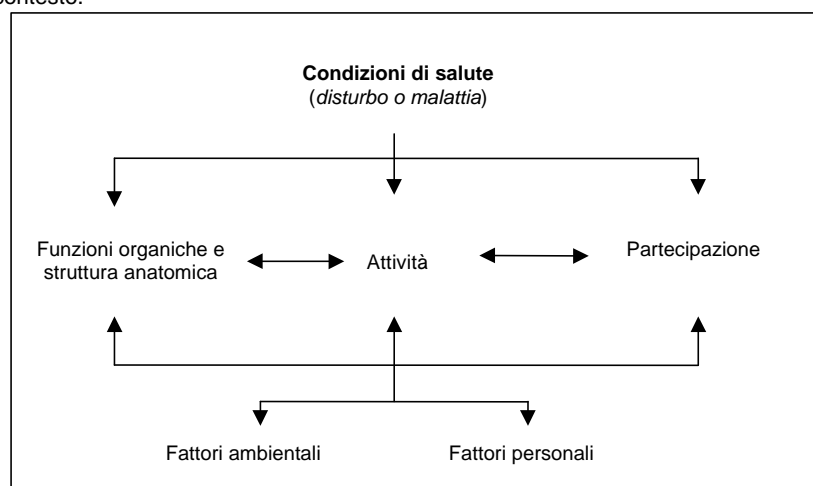 contesto.
Condizioni di salute
(disturbo o malattia)
Funzioni organiche e
struttura anatomica
Attività
Partecipazione
Fattori ambientali
Fattori personali